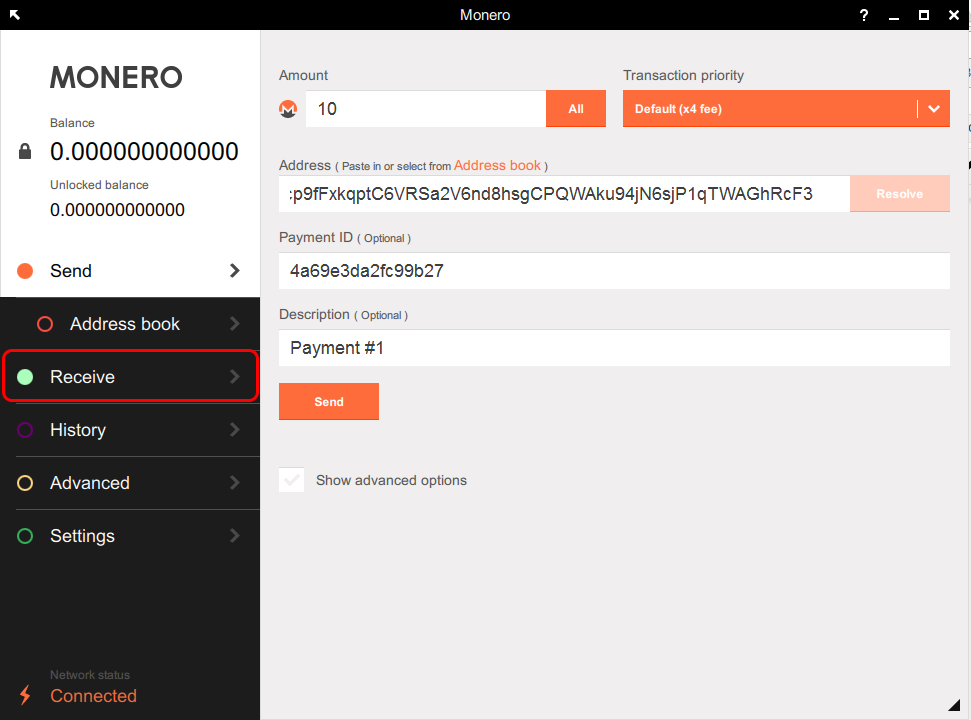 Monero
?
MONERO
Balance
0.000000000000
Unlocked balance
0.000000000000
Send
Address book
Receive
History
Advanced
Settings
Network status
Connected
Amount
10
All
Transaction priority
Default (x4 fee)
Address ( Paste in or select from Address book )
cp9fFxkqptC6VRSa2V6nd8hsgCPQWAku94jN6sjP1qTWAGhRcF3
Resolve
Payment ID ( Optional )
4a69e3da2fc99b27
Description ( Optional )
Payment #1
Send
Show advanced options